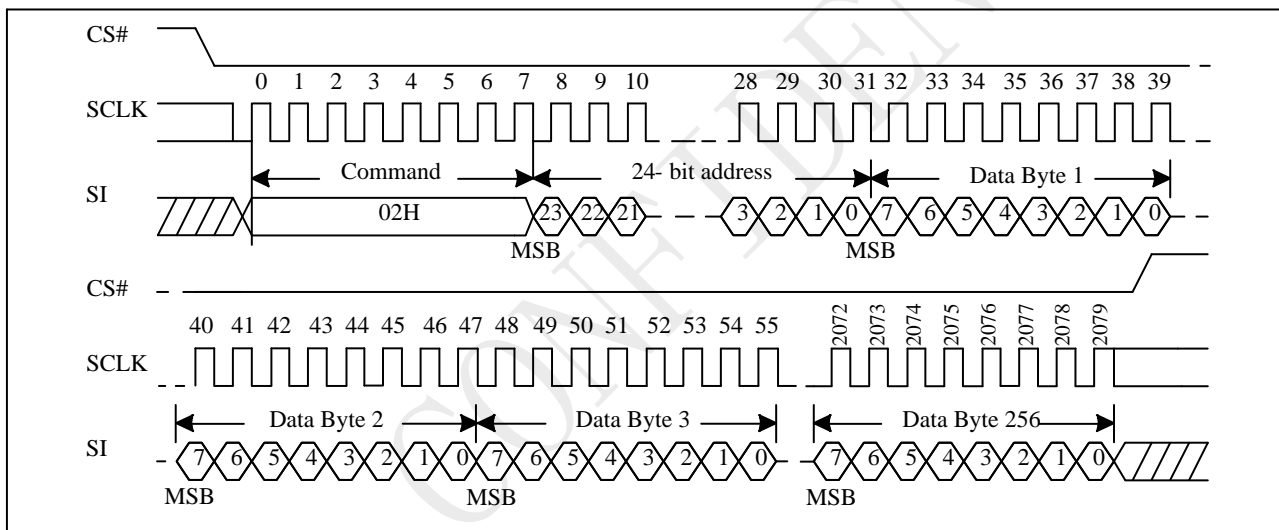 CS#
0 1 2 3 4 5 6 7 8 9 10 28 29 30 31 32 33 34 35 36 37 38 39
SCLK
Command 24- bit address Data Byte 1
SI
02H 23 22 21 3 2 1 0 7 6 5 4 3 2 1 0
MSB MSB
CS#
40 41 42 43 44 45 46 47 48 49 50 51 52 53 54 55 2072 2073 2074 2075 2076 2077 2078 2079
SCLK
Data Byte 2 Data Byte 3 Data Byte 256
SI
7 6 5 4 3 2 1 0 7 6 5 4 3 2 1 0 7 6 5 4 3 2 1 0
MSB MSB MSB
CONFIDEN